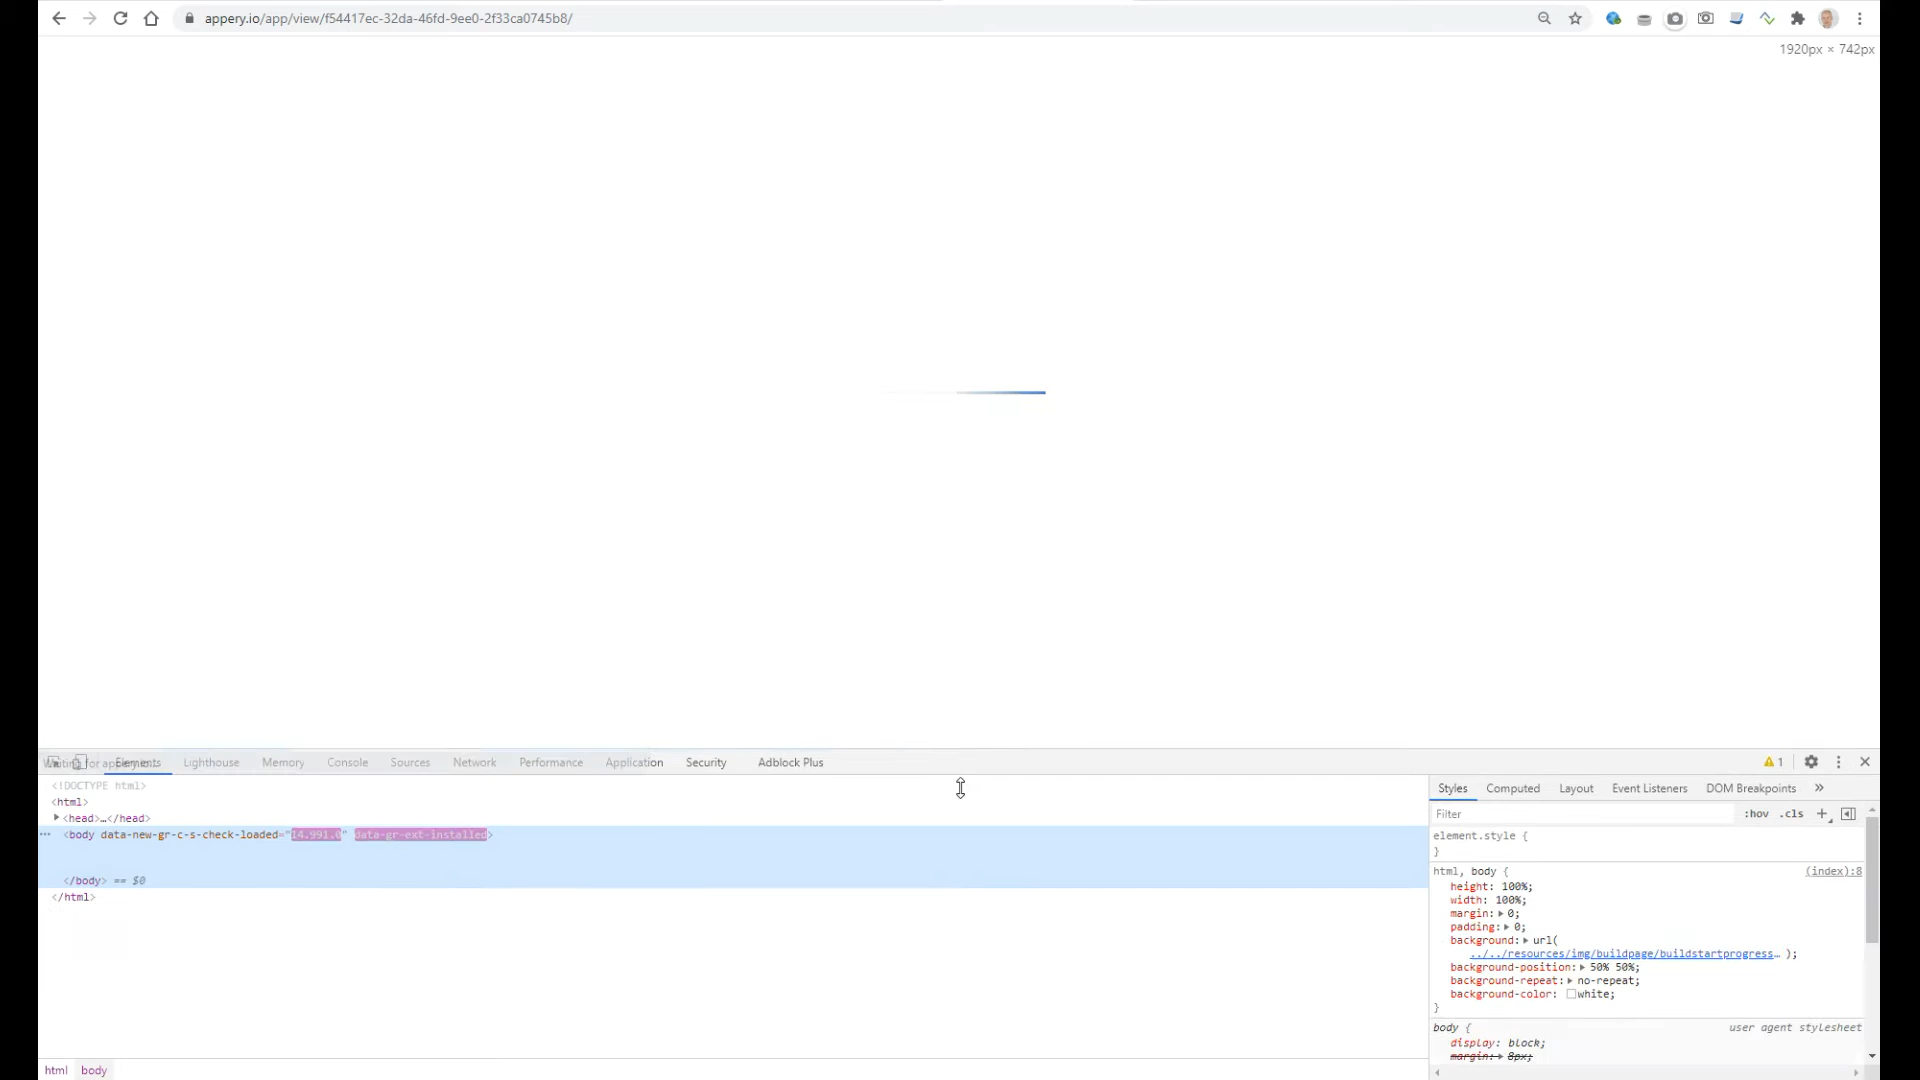 appery.io/app/view/f54417ec-32da-46fd-9ee0-2f33ca0745b8/
1920px × 742px
Waiting for appery.io...
Elements Lighthouse Memory Console Sources Network Performance Application Security Adblock Plus
1
<!DOCTYPE html>
<html>
<head>…</head>
<body data-new-gr-c-s-check-loaded="14.991.0" data-gr-ext-installed>
</body> == $0
</html>
html body
Styles Computed Layout Event Listeners DOM Breakpoints »
Filter :hov .cls +
element.style {
}
html, body { (index):8
height: 100%;
width: 100%;
margin: 0;
padding: 0;
background: url(
../../resources/img/buildpage/buildstartprogress… );
background-position: 50% 50%;
background-repeat: no-repeat;
background-color: white;
}
body { user agent stylesheet
display: block;
margin: 8px;